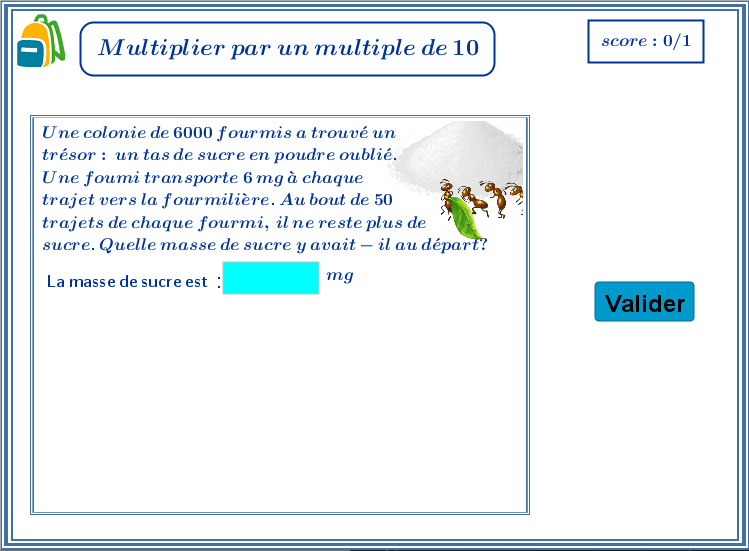 Multiplier par un multiple de 10
score : 0/1
Une colonie de 6000 fourmis a trouvé un
trésor : un tas de sucre en poudre oublié.
Une foumi transporte 6 mg à chaque
trajet vers la fourmilière. Au bout de 50
trajets de chaque fourmi, il ne reste plus de
sucre. Quelle masse de sucre y avait - il au départ?
La masse de sucre est : mg
Valider